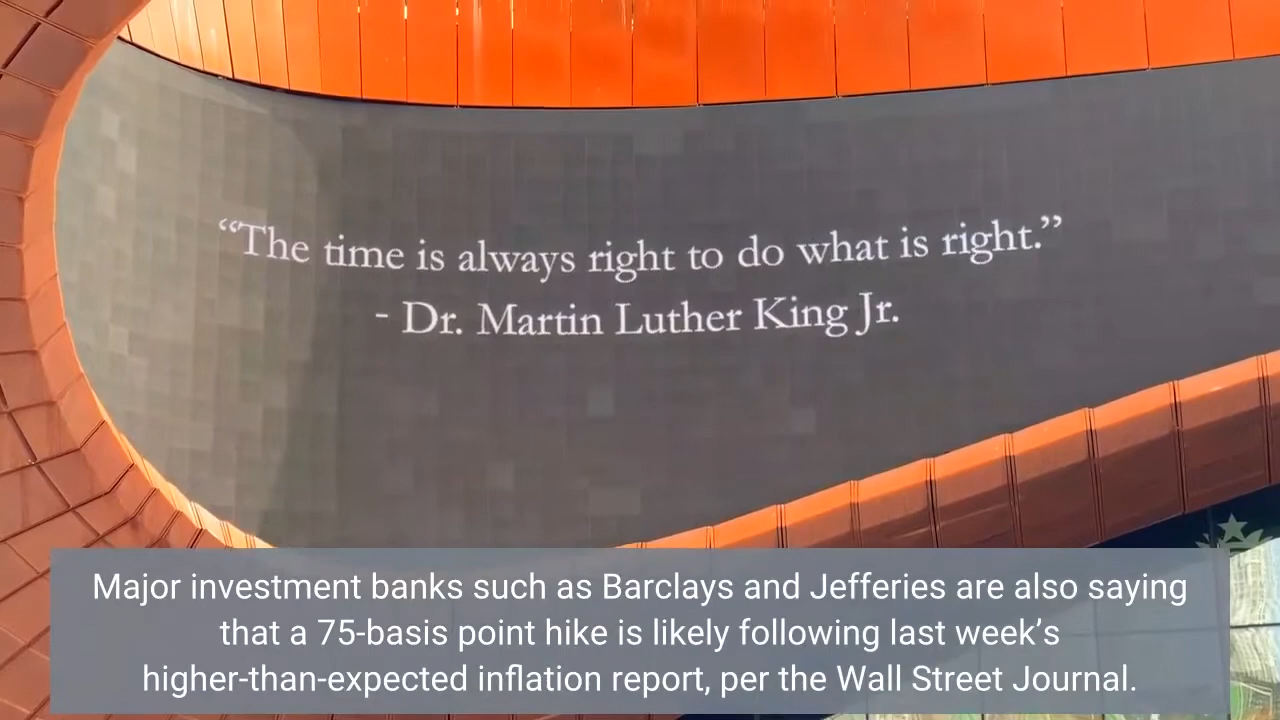 “The time is always right to do what is right.”
- Dr. Martin Luther King Jr.
Major investment banks such as Barclays and Jefferies are also saying
that a 75-basis point hike is likely following last week’s
higher-than-expected inflation report, per the Wall Street Journal.